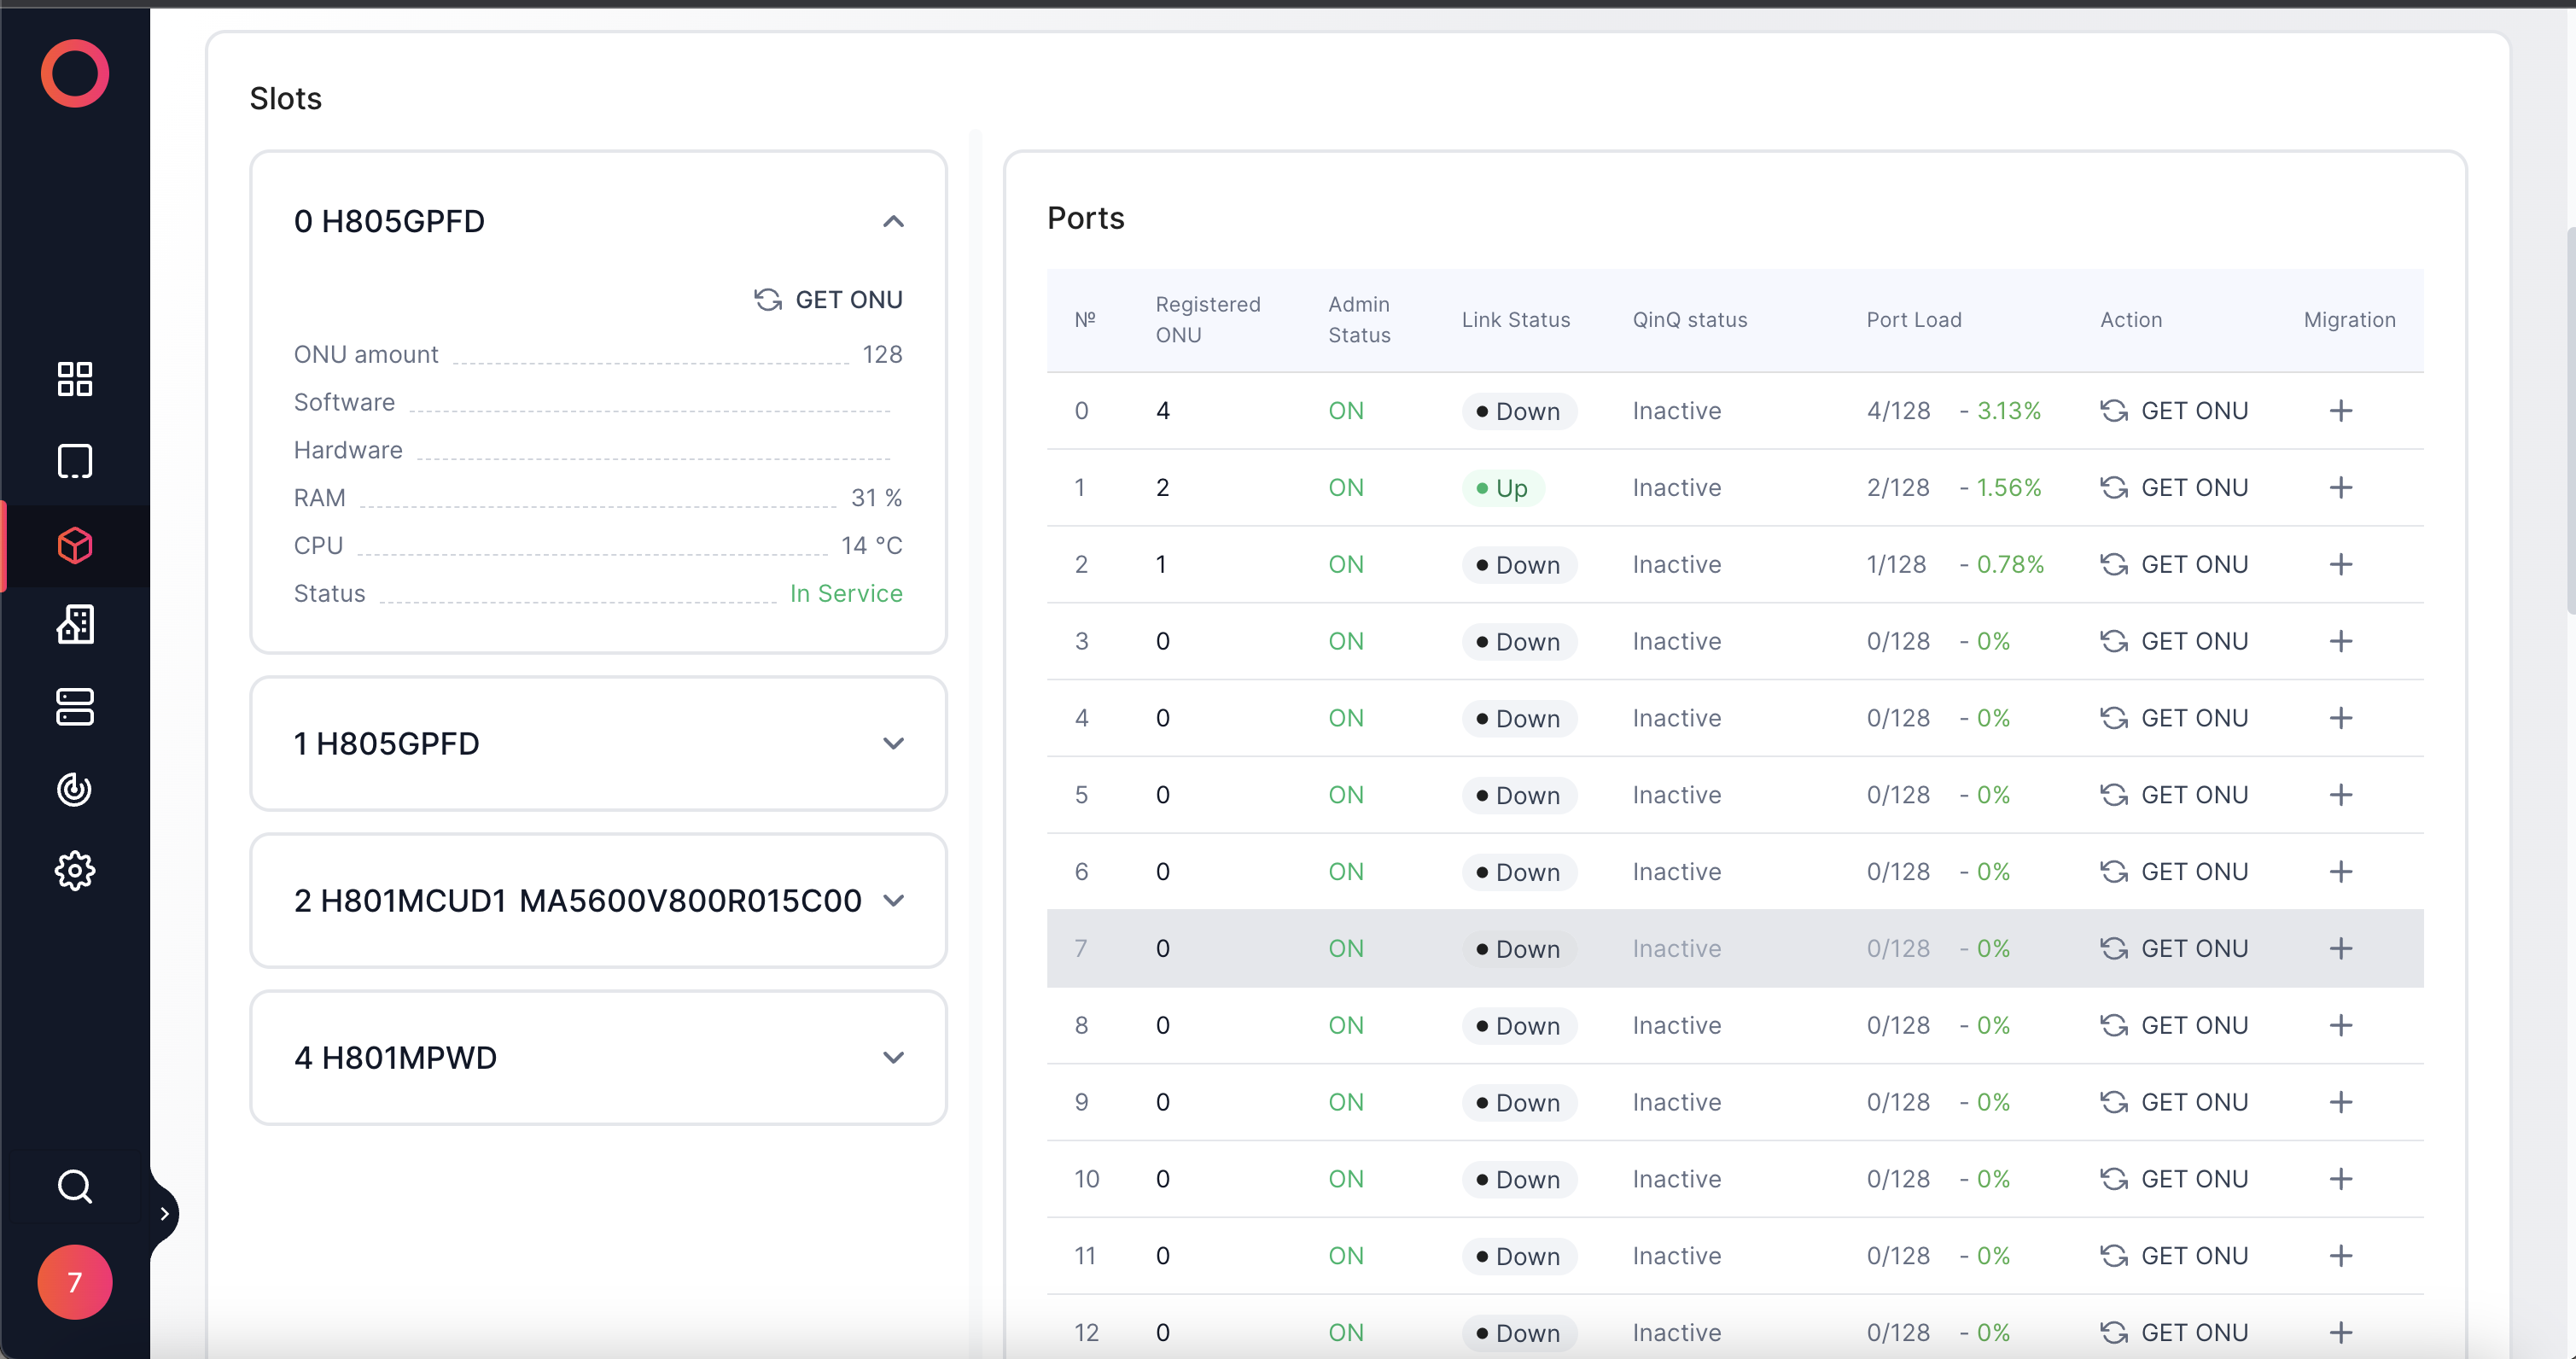 Slots
0 H805GPFD
GET ONU
ONU amount 128
Software
Hardware
RAM 31 %
CPU 14 °C
Status In Service
1 H805GPFD
2 H801MCUD1 MA5600V800R015C00
4 H801MPWD
7
Ports
№ Registered ONU Admin Status Link Status QinQ status Port Load Action Migration
0 4 ON Down Inactive 4/128 - 3.13% GET ONU +
1 2 ON Up Inactive 2/128 - 1.56% GET ONU +
2 1 ON Down Inactive 1/128 - 0.78% GET ONU +
3 0 ON Down Inactive 0/128 - 0% GET ONU +
4 0 ON Down Inactive 0/128 - 0% GET ONU +
5 0 ON Down Inactive 0/128 - 0% GET ONU +
6 0 ON Down Inactive 0/128 - 0% GET ONU +
7 0 ON Down Inactive 0/128 - 0% GET ONU +
8 0 ON Down Inactive 0/128 - 0% GET ONU +
9 0 ON Down Inactive 0/128 - 0% GET ONU +
10 0 ON Down Inactive 0/128 - 0% GET ONU +
11 0 ON Down Inactive 0/128 - 0% GET ONU +
12 0 ON Down Inactive 0/128 - 0% GET ONU +